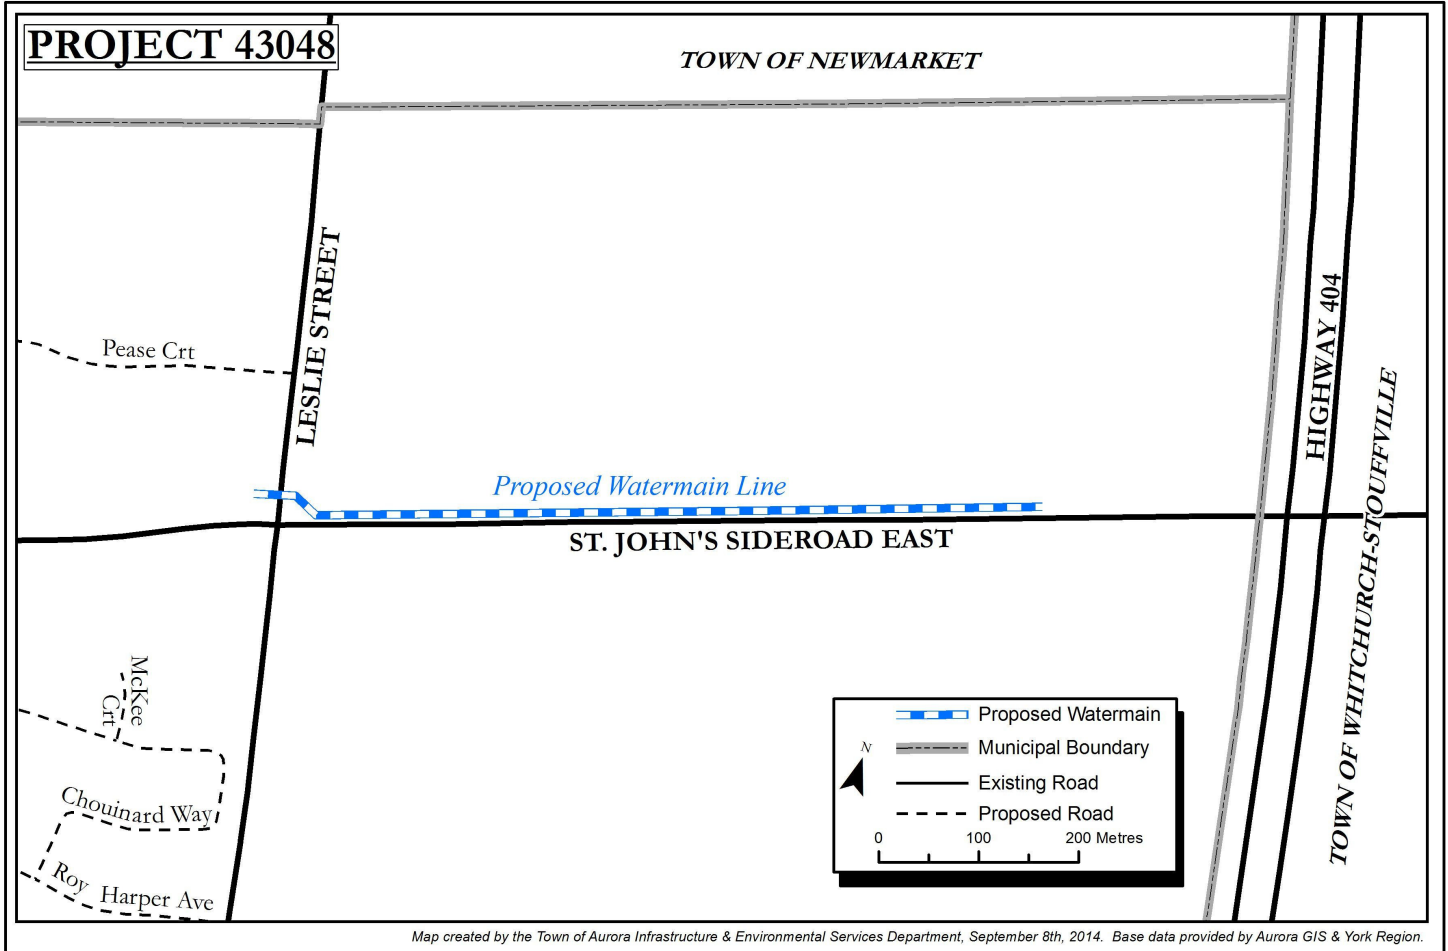 PROJECT 43048
TOWN OF NEWMARKET
LESLIE STREET
HIGHWAY 404
Pease Crt
TOWN OF WHITCHURCH-STOUFFVILLE
Proposed Watermain Line
ST. JOHN'S SIDEROAD EAST
McKee
Crt
Chouinard Way
Roy Harper Ave
N
Proposed Watermain
Municipal Boundary
Existing Road
Proposed Road
0 100 200 Metres
Map created by the Town of Aurora Infrastructure & Environmental Services Department, September 8th, 2014. Base data provided by Aurora GIS & York Region.